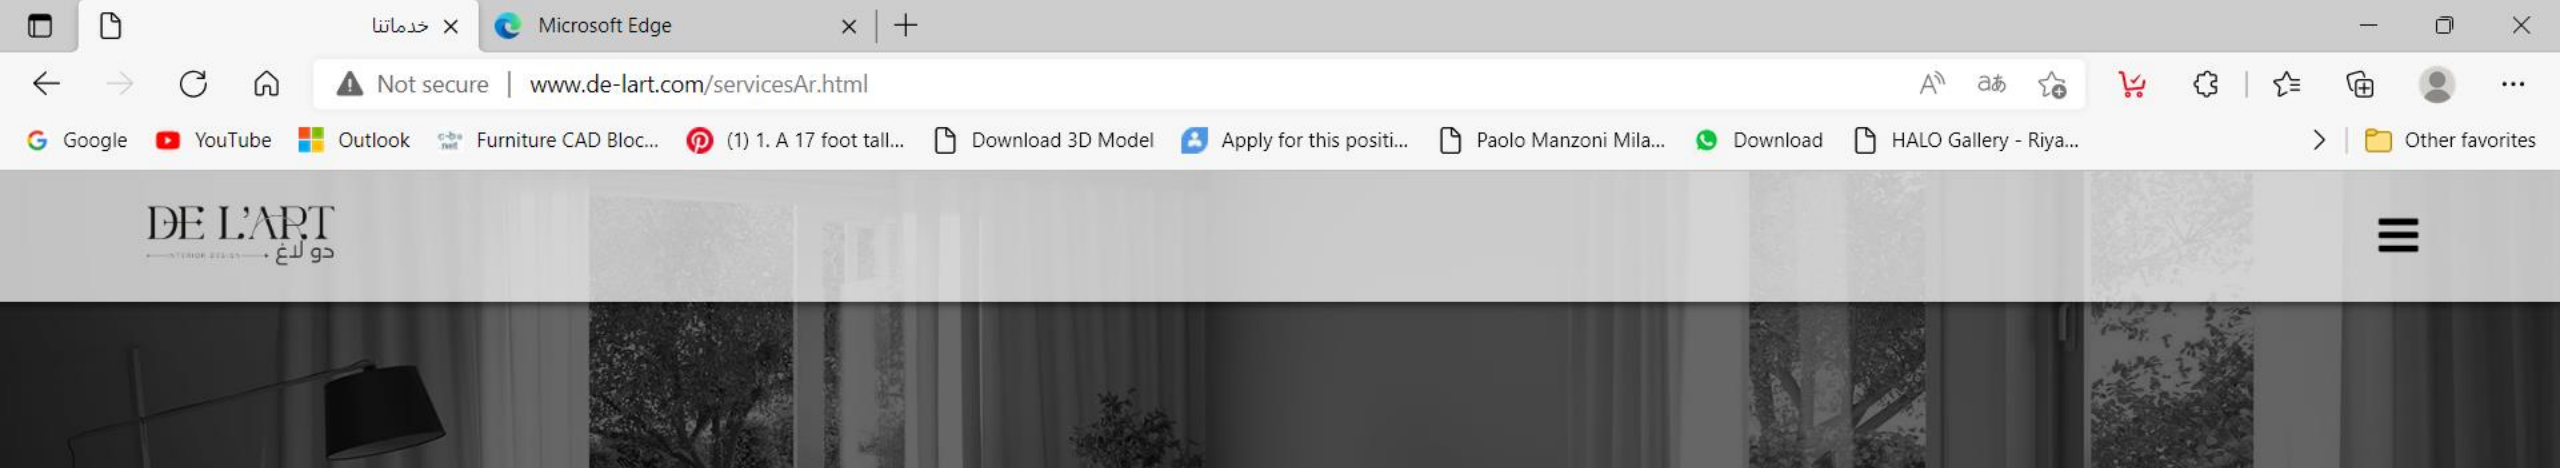 خدماتنا
Microsoft Edge
Not secure | www.de-lart.com/servicesAr.html
Google YouTube Outlook Furniture CAD Bloc... (1) 1. A 17 foot tall... Download 3D Model Apply for this positi... Paolo Manzoni Mila... Download HALO Gallery - Riya... Other favorites
DE L'ART
INTERIOR DESIGN دو لاغ